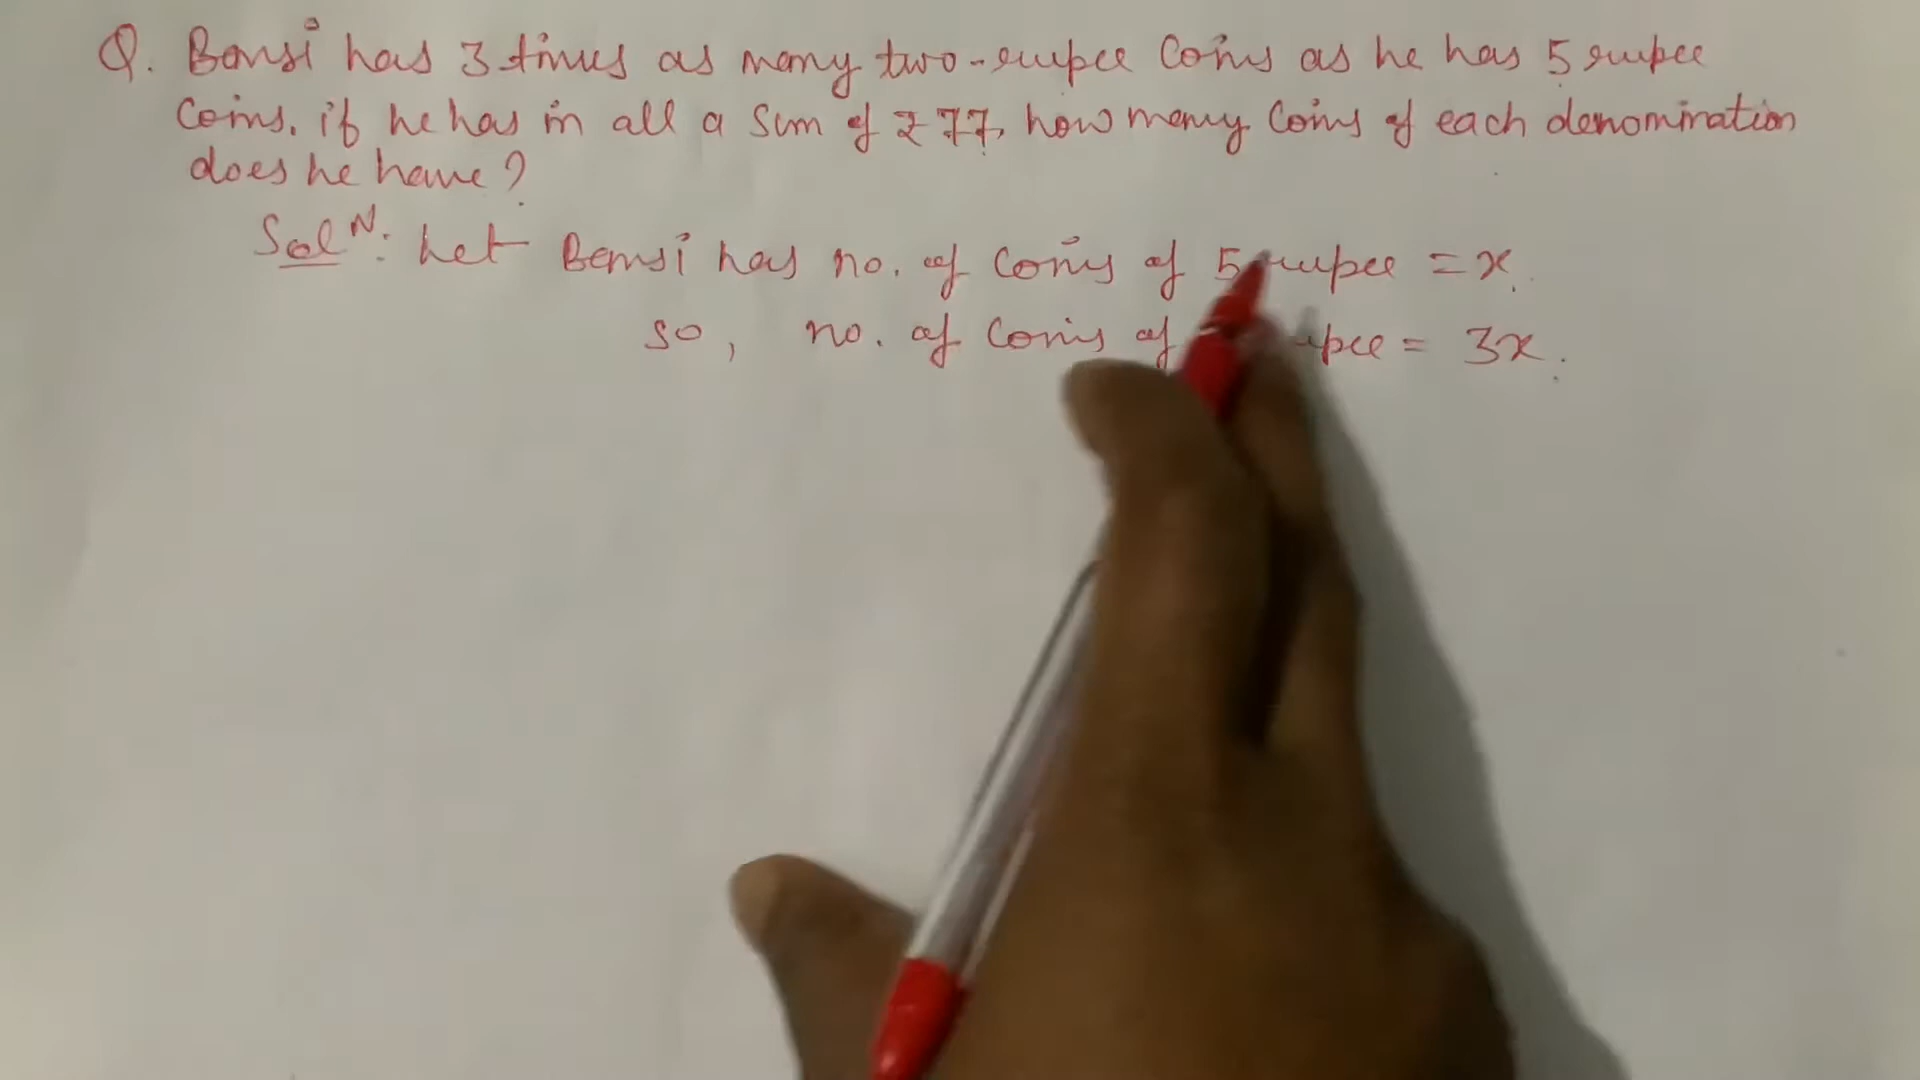 Q. Bansi has 3 times as many two-rupee Coins as he has 5 rupee
Coins. if he has in all a Sum of ₹ 77, how many Coins of each denomination
does he have?
Solᴺ: Let Bansi has no. of Coins of 5 rupee = x.
so, no. of Coins of = 3x.